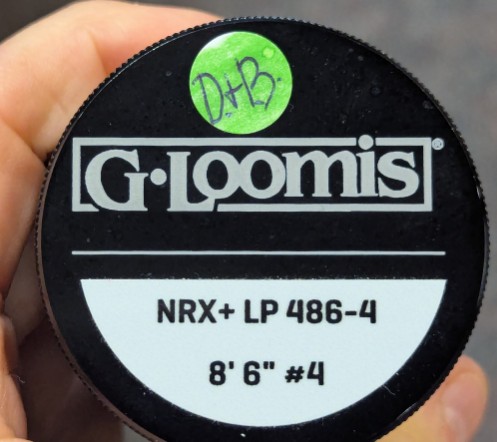 D+B.
G·Loomis®
NRX+ LP 486-4
8' 6" #4